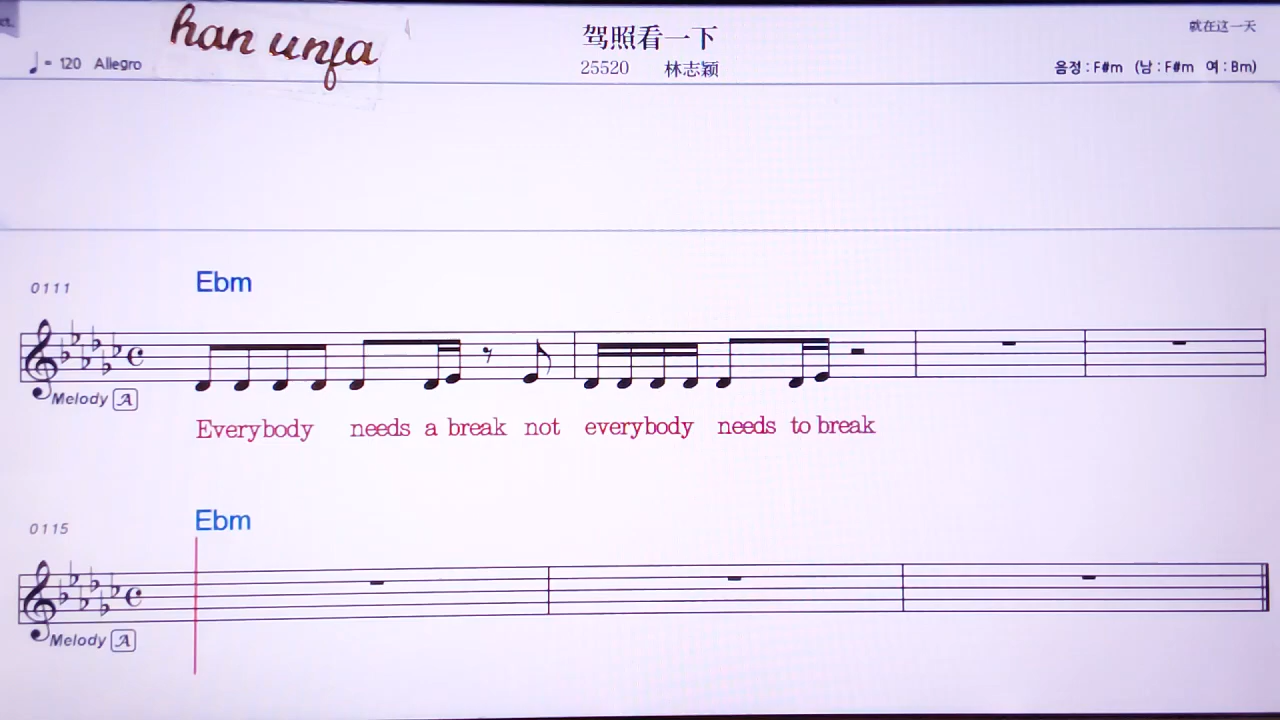 ct.
han unfa
♩= 120 Allegro
驾照看一下
25520 林志颖
就在这一天
음정 : F#m (남 : F#m 여 : Bm)
0111
Ebm
Melody A
Everybody needs a break not everybody needs to break
0115
Ebm
Melody A